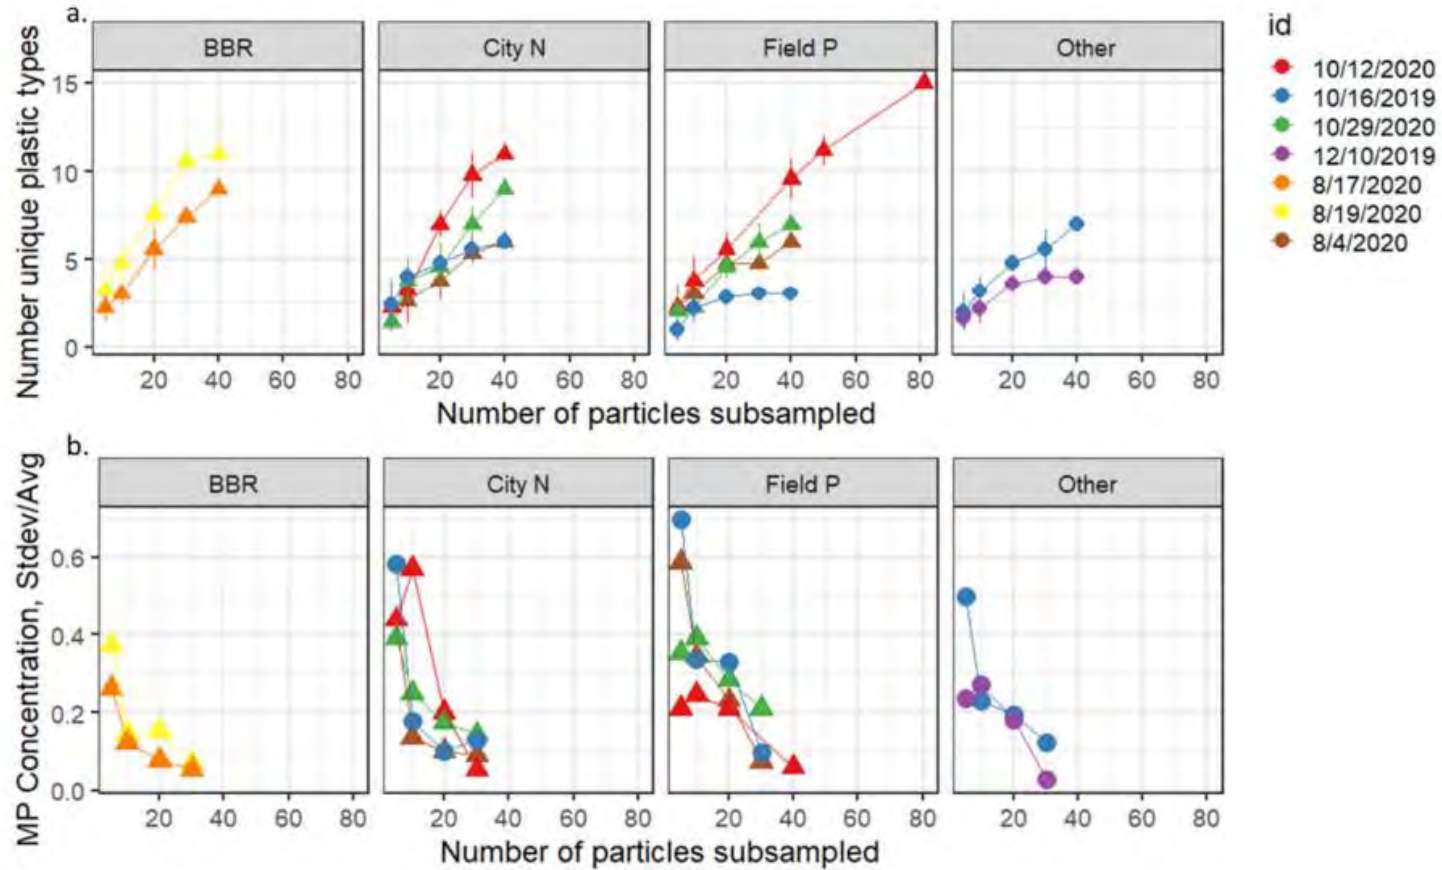 a.
BBR
City N
Field P
Other
Number unique plastic types
15
10
5
0
20 40 60 80 20 40 60 80 20 40 60 80 20 40 60 80
Number of particles subsampled
id
10/12/2020
10/16/2019
10/29/2020
12/10/2019
8/17/2020
8/19/2020
8/4/2020
b.
BBR
City N
Field P
Other
MP Concentration, Stdev/Avg
0.6
0.4
0.2
0.0
20 40 60 80 20 40 60 80 20 40 60 80 20 40 60 80
Number of particles subsampled